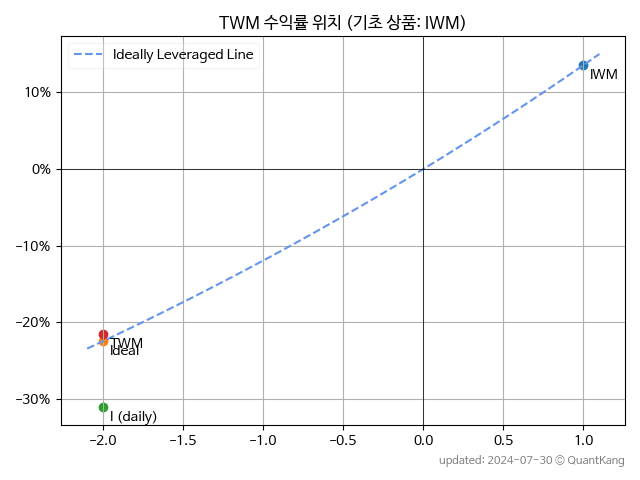 TWM 수익률 위치 (기초 상품: IWM)
Ideally Leveraged Line
10%
0%
−10%
−20%
−30%
IWM
TWM
Ideal
I (daily)
−2.0 −1.5 −1.0 −0.5 0.0 0.5 1.0
updated: 2024-07-30 © QuantKang